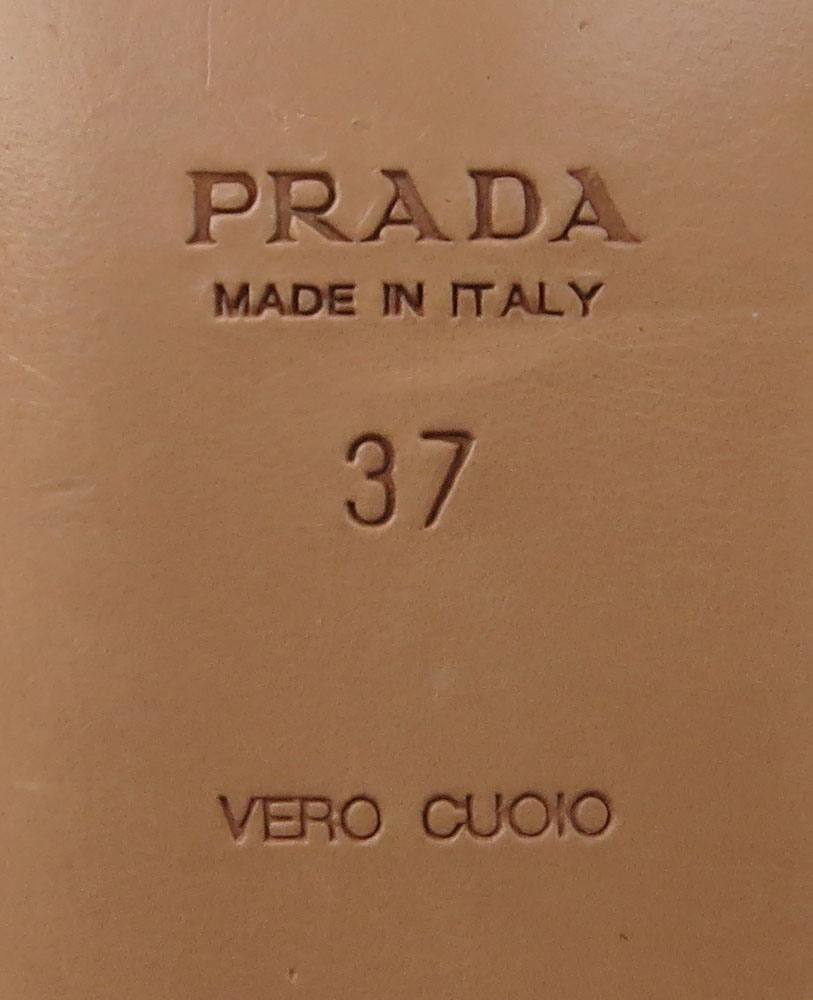 PRADA
MADE IN ITALY
37
VERO CUOIO